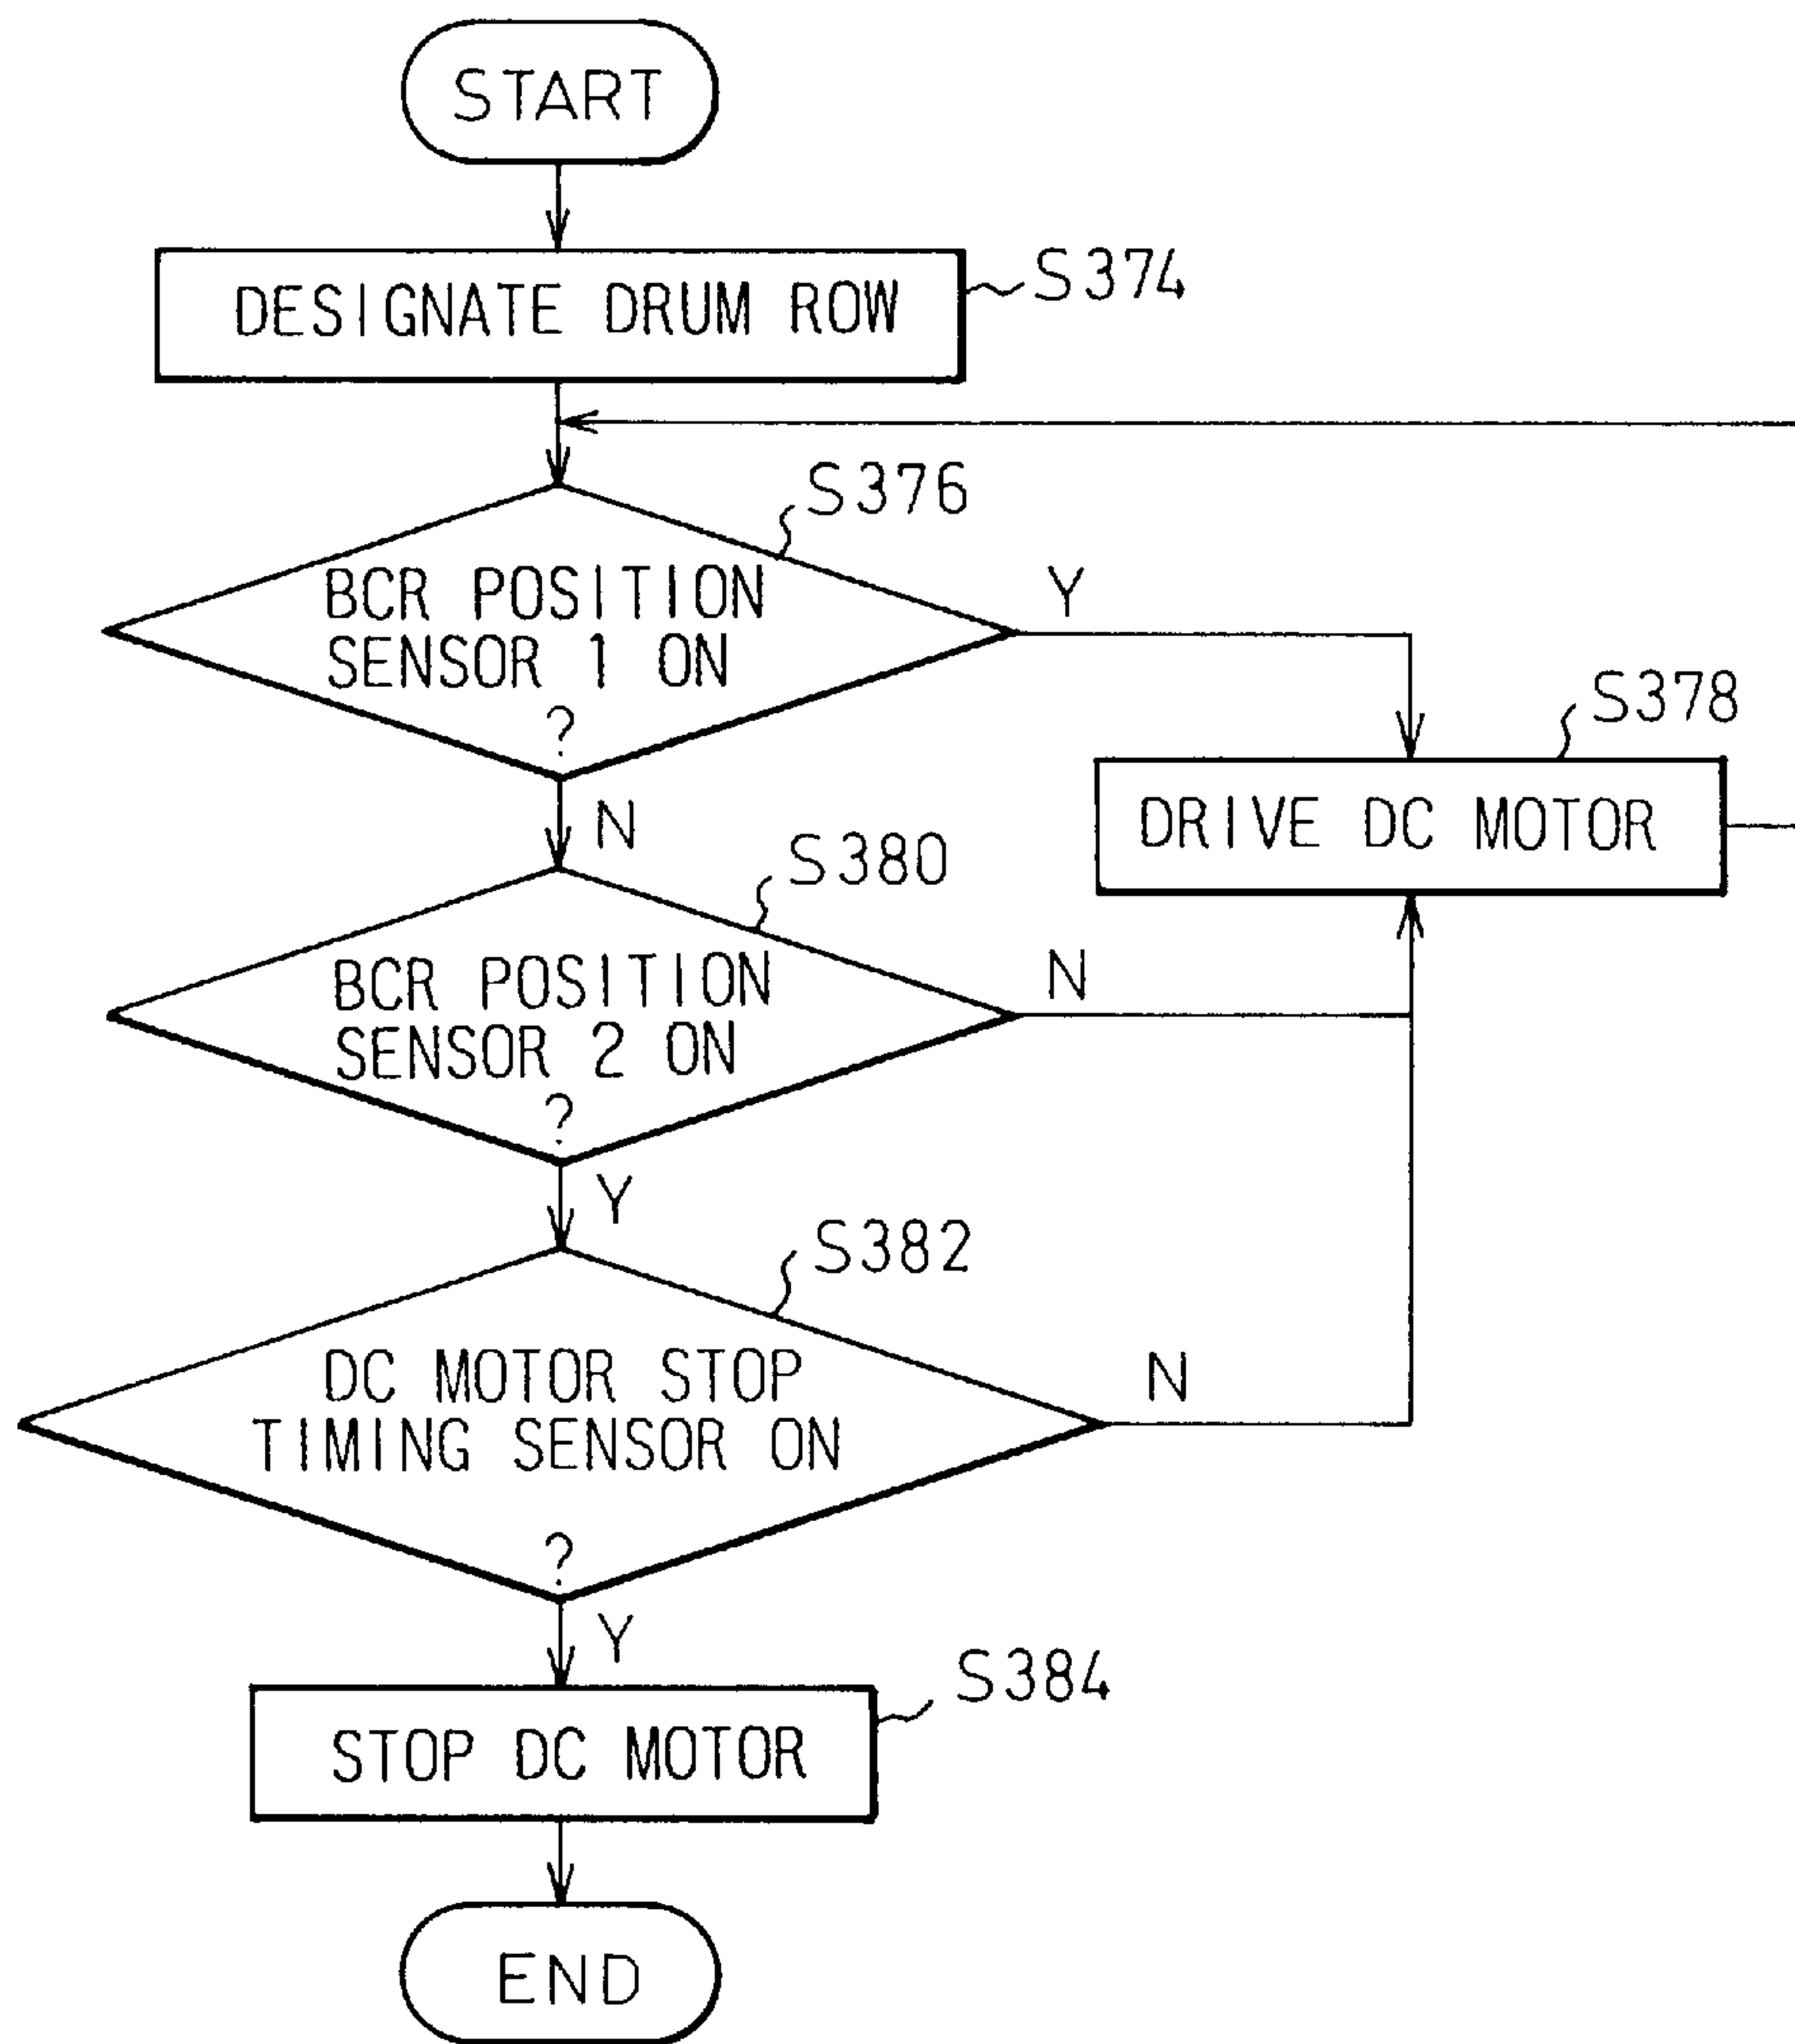 START
DESIGNATE DRUM ROW
S374
S376
BCR POSITION
SENSOR 1 ON
?
Y
N
S378
DRIVE DC MOTOR
S380
BCR POSITION
SENSOR 2 ON
?
N
Y
S382
DC MOTOR STOP
TIMING SENSOR ON
?
N
Y
S384
STOP DC MOTOR
END